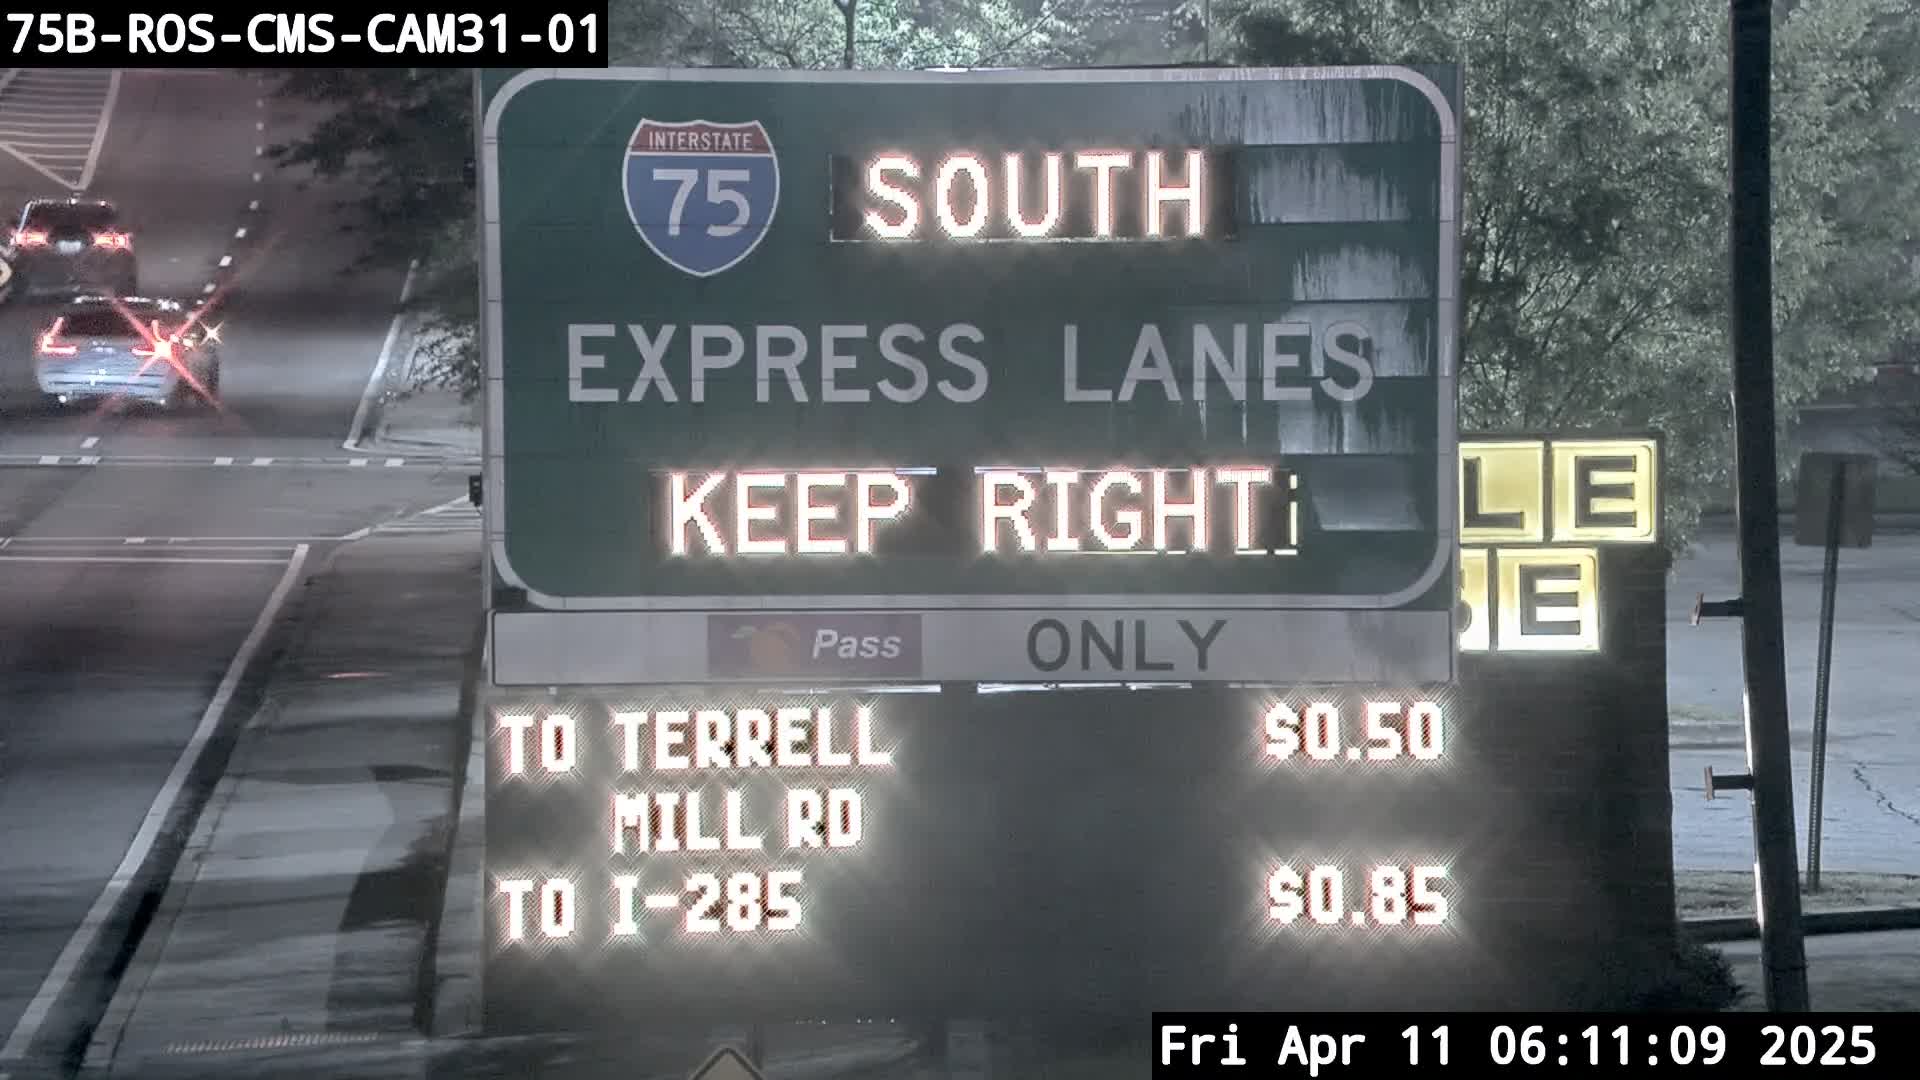 75B-ROS-CMS-CAM31-01
INTERSTATE
75
SOUTH
EXPRESS LANES
KEEP RIGHT
Pass ONLY
LE
E
TO TERRELL $0.50
MILL RD
TO I-285 $0.85
Fri Apr 11 06:11:09 2025